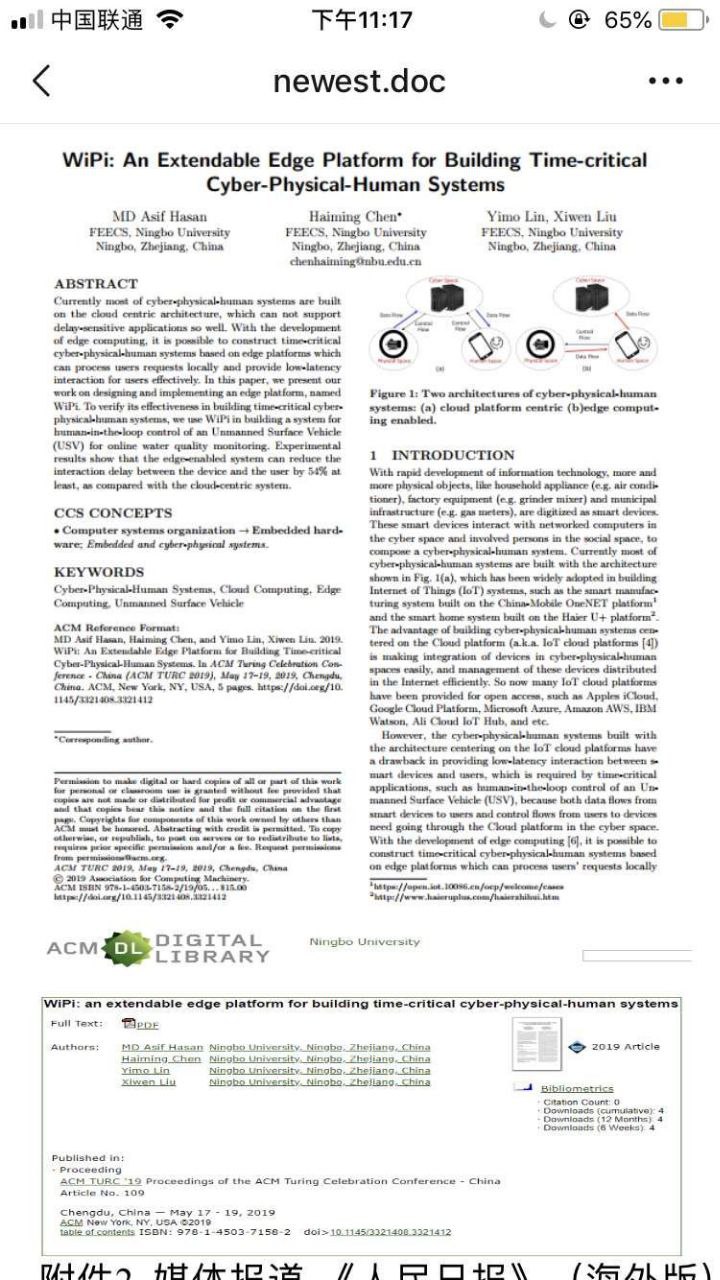 中国联通
下午11:17
65%
newest.doc
WiPi: An Extendable Edge Platform for Building Time-critical
Cyber-Physical-Human Systems
MD Asif Hasan
FEECS, Ningbo University
Ningbo, Zhejiang, China
Haiming Chen*
FEECS, Ningbo University
Ningbo, Zhejiang, China
chenhaiming@nbu.edu.cn
Yimo Lin, Xiwen Liu
FEECS, Ningbo University
Ningbo, Zhejiang, China
ABSTRACT
Currently most of cyber-physical-human systems are built
on the cloud centric architecture, which can not support
delay-sensitive applications so well. With the development
of edge computing, it is possible to construct time-critical
cyber-physical-human systems based on edge platforms which
can process users requests locally and provide low-latency
interaction for users effectively. In this paper, we present our
work on designing and implementing an edge platform, named
WiPi. To verify its effectiveness in building time-critical cyber-
physical-human systems, we use WiPi in building a system for
human-in-the-loop control of an Unmanned Surface Vehicle
(USV) for online water quality monitoring. Experimental
results show that the edge-enabled system can reduce the
interaction delay between the device and the user by 54% at
least, as compared with the cloud-centric system.
CCS CONCEPTS
• Computer systems organization → Embedded hard-
ware; Embedded and cyber-physical systems.
KEYWORDS
Cyber-Physical-Human Systems, Cloud Computing, Edge
Computing, Unmanned Surface Vehicle
ACM Reference Format:
MD Asif Hasan, Haiming Chen, and Yimo Lin, Xiwen Liu. 2019.
WiPi: An Extendable Edge Platform for Building Time-critical
Cyber-Physical-Human Systems. In ACM Turing Celebration Con-
ference - China (ACM TURC 2019), May 17-19, 2019, Chengdu,
China. ACM, New York, NY, USA, 5 pages. https://doi.org/10.
1145/3321408.3321412
*Corresponding author.
Permission to make digital or hard copies of all or part of this work
for personal or classroom use is granted without fee provided that
copies are not made or distributed for profit or commercial advantage
and that copies bear this notice and the full citation on the first
page. Copyrights for components of this work owned by others than
ACM must be honored. Abstracting with credit is permitted. To copy
otherwise, or republish, to post on servers or to redistribute to lists,
requires prior specific permission and/or a fee. Request permissions
from permissions@acm.org.
ACM TURC 2019, May 17-19, 2019, Chengdu, China
© 2019 Association for Computing Machinery.
ACM ISBN 978-1-4503-7158-2/19/05...$15.00
https://doi.org/10.1145/3321408.3321412
Cyber Space
Data Flow
Control
Flow
Control
Flow
Data Flow
Physical Space
Human Space
(a)
Cyber Space
Data Flow
Control
Flow
Data Flow
Physical Space
Human Space
(b)
Figure 1: Two architectures of cyber-physical-human
systems: (a) cloud platform centric (b)edge comput-
ing enabled.
1 INTRODUCTION
With rapid development of information technology, more and
more physical objects, like household appliance (e.g. air condi-
tioner), factory equipment (e.g. grinder mixer) and municipal
infrastructure (e.g. gas meters), are digitized as smart devices.
These smart devices interact with networked computers in
the cyber space and involved persons in the social space, to
compose a cyber-physical-human system. Currently most of
cyber-physical-human systems are built with the architecture
shown in Fig. 1(a), which has been widely adopted in building
Internet of Things (IoT) systems, such as the smart manufac-
turing system built on the China-Mobile OneNET platform1
and the smart home system built on the Haier U+ platform2.
The advantage of building cyber-physical-human systems cen-
tered on the Cloud platform (a.k.a. IoT cloud platforms [4])
is making integration of devices in cyber-physical-human
spaces easily, and management of these devices distributed
in the Internet efficiently. So now many IoT cloud platforms
have been provided for open access, such as Apples iCloud,
Google Cloud Platform, Microsoft Azure, Amazon AWS, IBM
Watson, Ali Cloud IoT Hub, and etc.
However, the cyber-physical-human systems built with
the architecture centering on the IoT cloud platforms have
a drawback in providing low-latency interaction between s-
mart devices and users, which is required by time-critical
applications, such as human-in-the-loop control of an Un-
manned Surface Vehicle (USV), because both data flows from
smart devices to users and control flows from users to devices
need going through the Cloud platform in the cyber space.
With the development of edge computing [6], it is possible to
construct time-critical cyber-physical-human systems based
on edge platforms which can process users' requests locally
1https://open.iot.10086.cn/ocp/welcome/cases
2http://www.haieruplus.com/haierzhihui.htm
ACM DL DIGITAL
LIBRARY
Ningbo University
WiPi: an extendable edge platform for building time-critical cyber-physical-human systems
Full Text: PDF
Authors: MD Asif Hasan Ningbo University, Ningbo, Zhejiang, China
Haiming Chen Ningbo University, Ningbo, Zhejiang, China
Yimo Lin Ningbo University, Ningbo, Zhejiang, China
Xiwen Liu Ningbo University, Ningbo, Zhejiang, China
2019 Article
Bibliometrics
· Citation Count: 0
· Downloads (cumulative): 4
· Downloads (12 Months): 4
· Downloads (6 Weeks): 4
Published in:
· Proceeding
ACM TURC '19 Proceedings of the ACM Turing Celebration Conference - China
Article No. 109
Chengdu, China — May 17 - 19, 2019
ACM New York, NY, USA ©2019
table of contents ISBN: 978-1-4503-7158-2 doi>10.1145/3321408.3321412
附件2 媒体报道 《人民日报》（海外版）